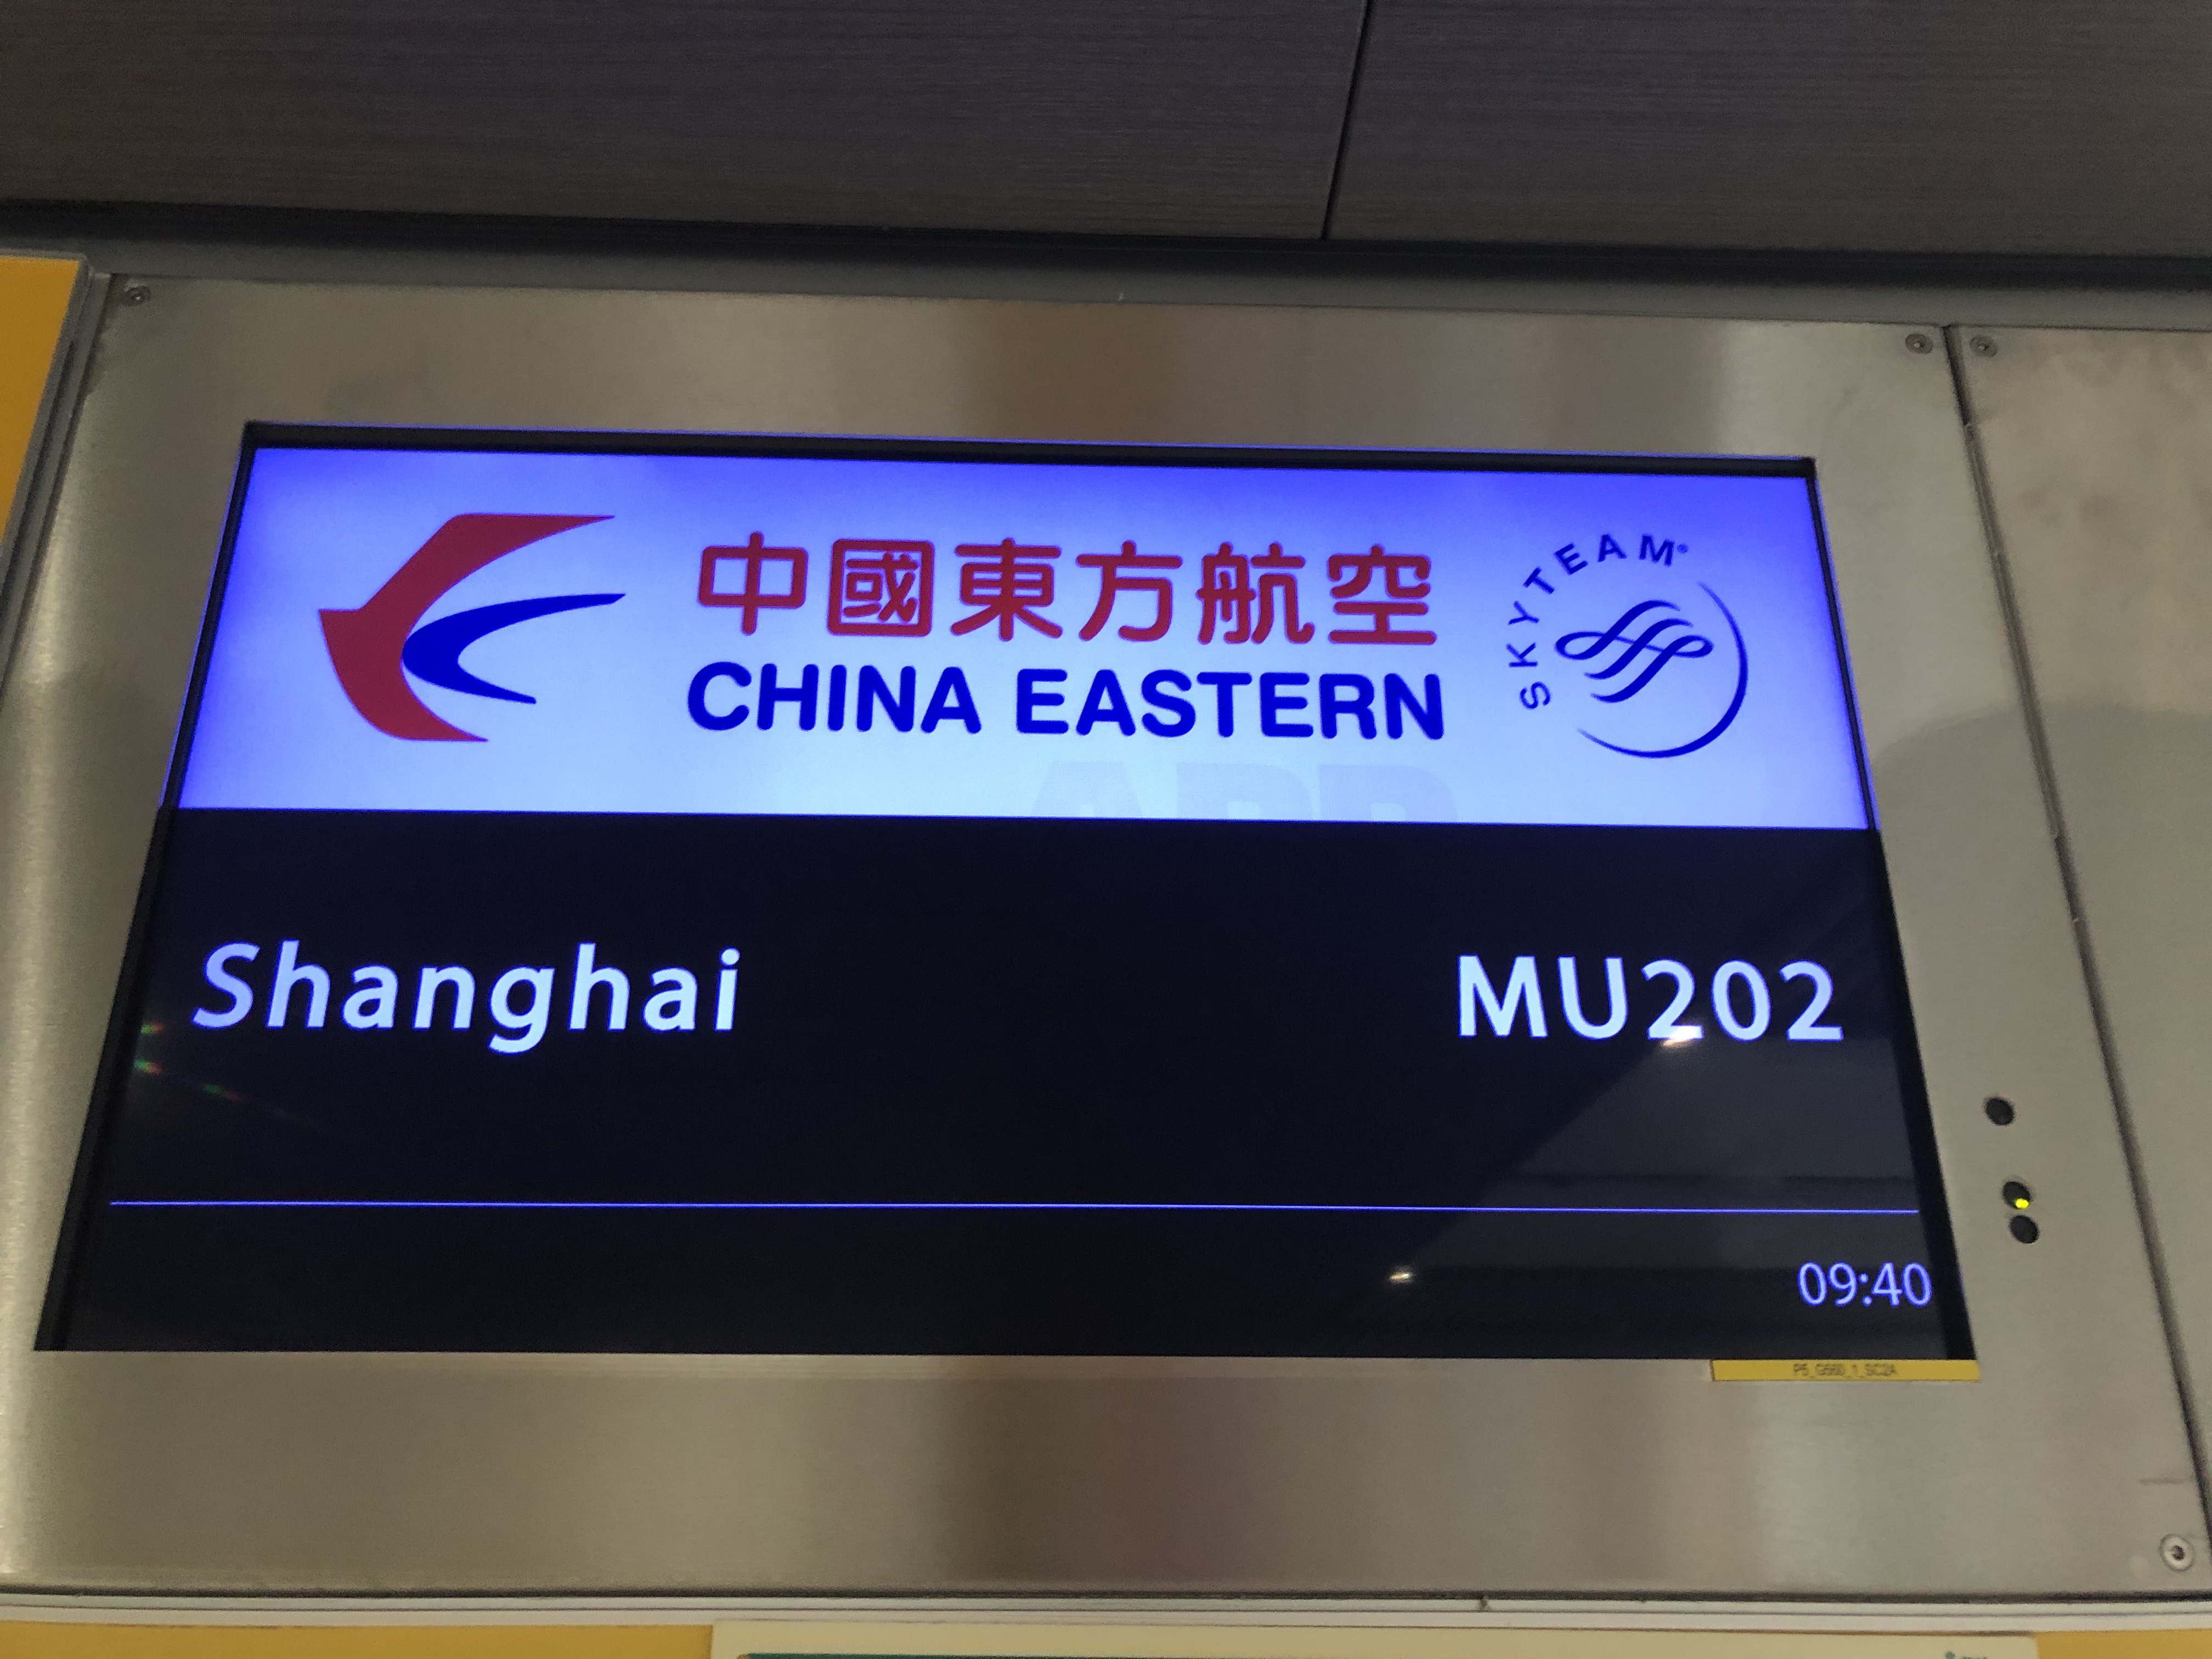 中國東方航空
CHINA EASTERN
SKYTEAM
Shanghai
MU202
09:40